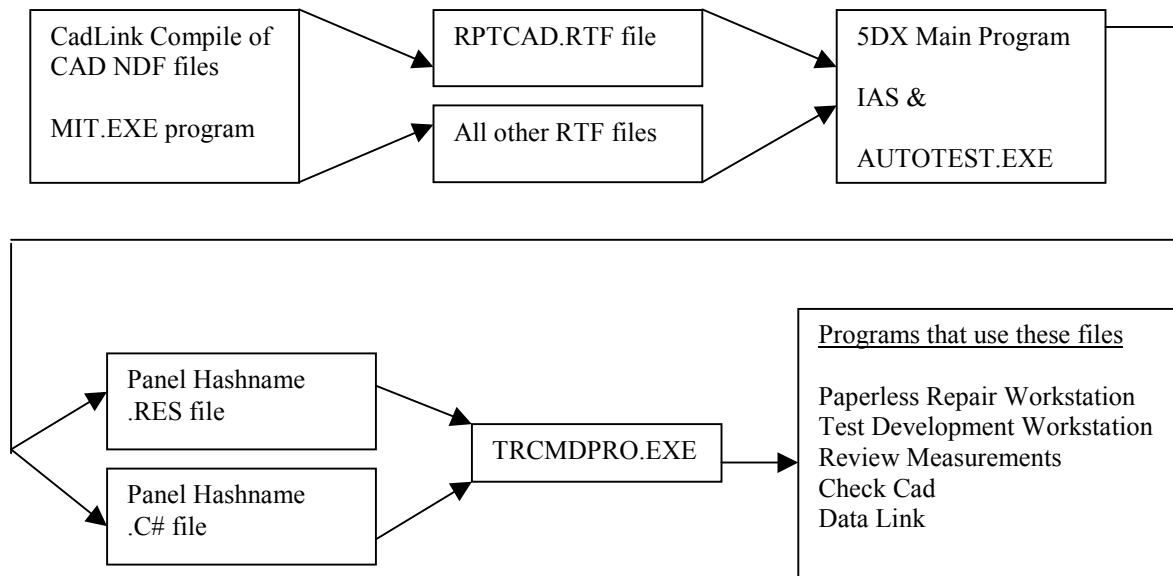 CadLink Compile of
CAD NDF files
MIT.EXE program
RPTCAD.RTF file
All other RTF files
5DX Main Program
IAS &
AUTOTEST.EXE
Panel Hashname
.RES file
Panel Hashname
.C# file
TRCMDPRO.EXE
Programs that use these files
Paperless Repair Workstation
Test Development Workstation
Review Measurements
Check Cad
Data Link